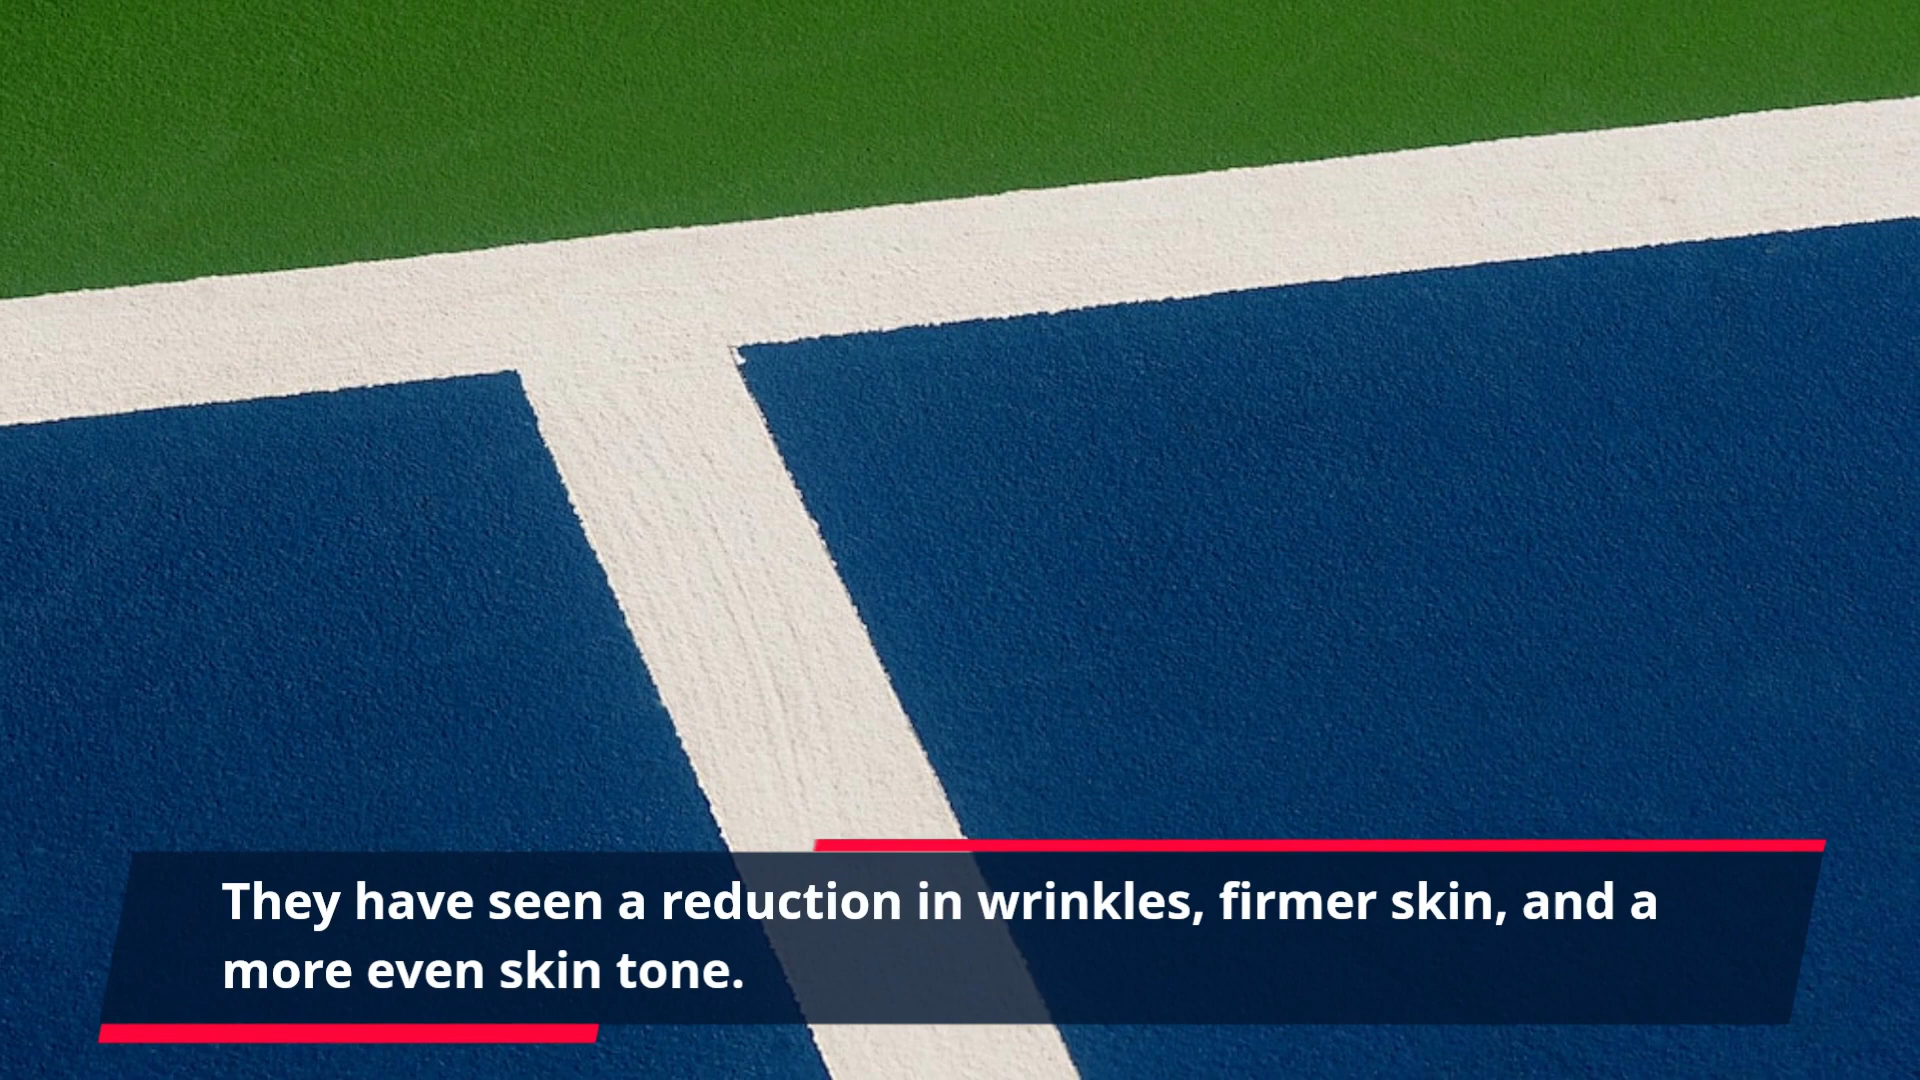 They have seen a reduction in wrinkles, firmer skin, and a
more even skin tone.